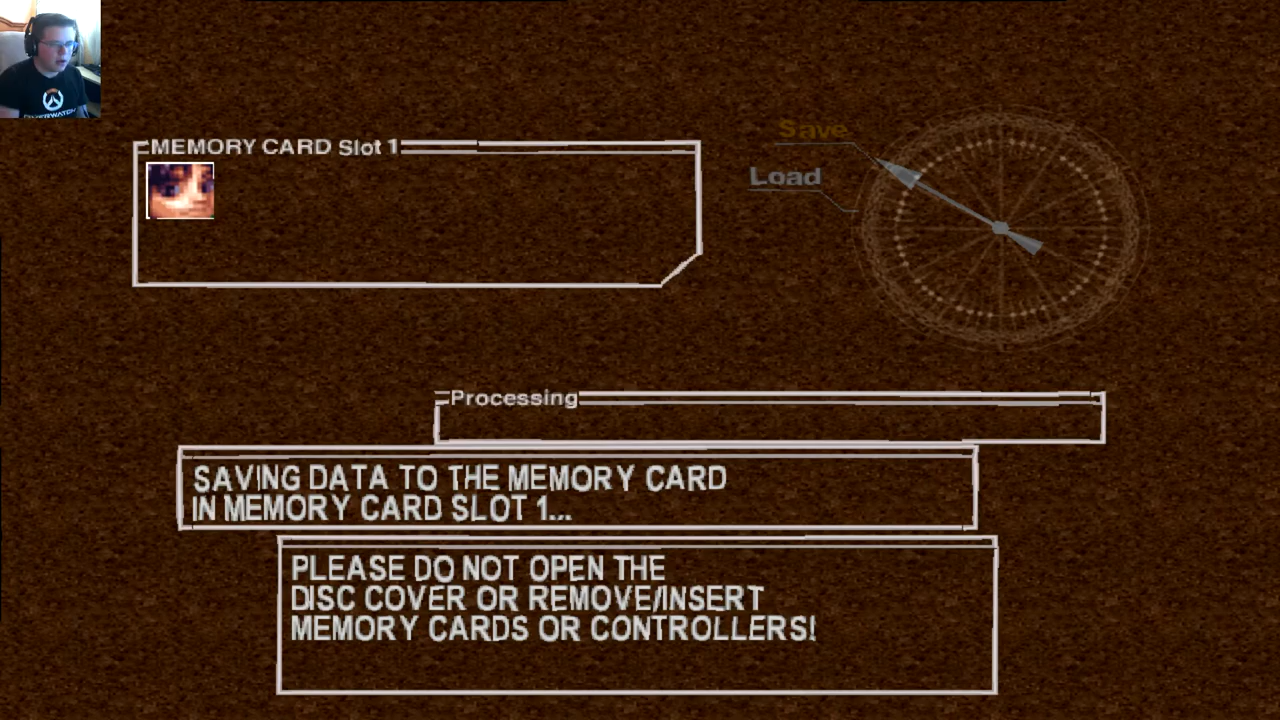 MEMORY CARD Slot 1
Save
Load
Processing
SAVING DATA TO THE MEMORY CARD
IN MEMORY CARD SLOT 1...
PLEASE DO NOT OPEN THE
DISC COVER OR REMOVE/INSERT
MEMORY CARDS OR CONTROLLERS!
OVERWATCH